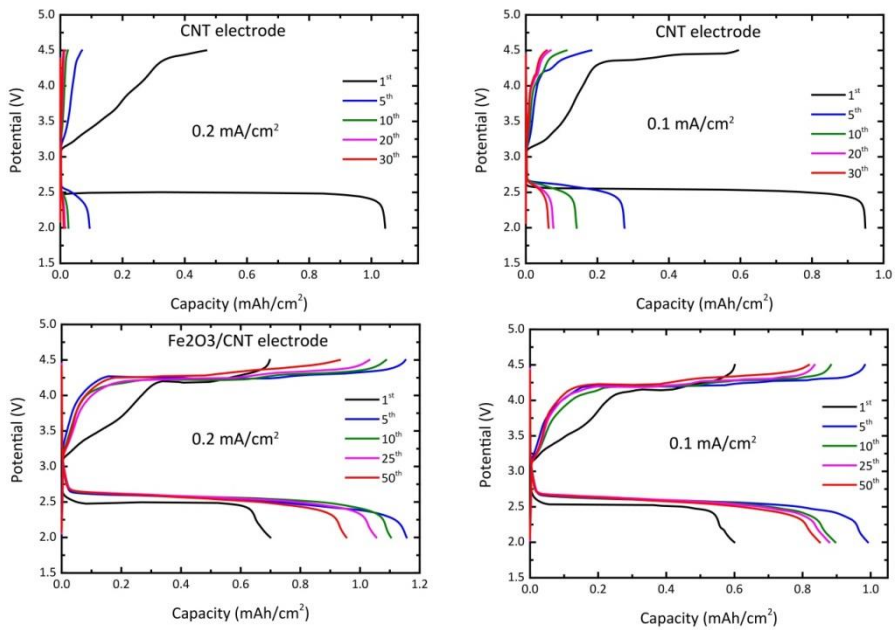 CNT electrode
5.0
4.5
4.0
3.5
3.0
2.5
2.0
1.5
Potential (V)
0.2 mA/cm²
1st
5th
10th
20th
30th
0.0 0.2 0.4 0.6 0.8 1.0
Capacity (mAh/cm²)
CNT electrode
5.0
4.5
4.0
3.5
3.0
2.5
2.0
1.5
Potential (V)
0.1 mA/cm²
1st
5th
10th
20th
30th
0.0 0.2 0.4 0.6 0.8 1.0
Capacity (mAh/cm²)
Fe2O3/CNT electrode
5.0
4.5
4.0
3.5
3.0
2.5
2.0
1.5
Potential (V)
0.2 mA/cm²
1st
5th
10th
25th
50th
0.0 0.2 0.4 0.6 0.8 1.0 1.2
Capacity (mAh/cm²)
5.0
4.5
4.0
3.5
3.0
2.5
2.0
1.5
Potential (V)
0.1 mA/cm²
1st
5th
10th
25th
50th
0.0 0.2 0.4 0.6 0.8 1.0
Capacity (mAh/cm²)